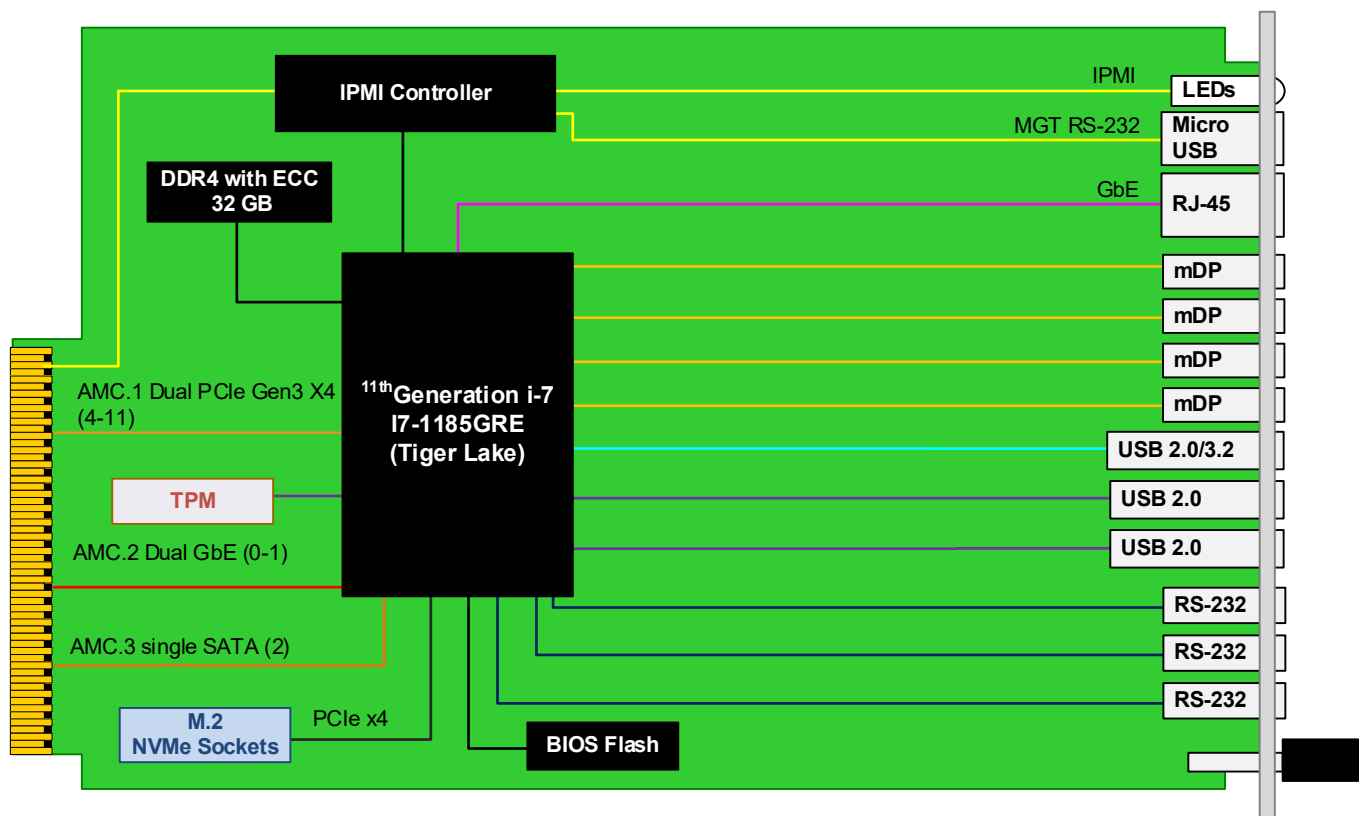 IPMI Controller
IPMI
LEDs
MGT RS-232
Micro
USB
DDR4 with ECC
32 GB
GbE
RJ-45
mDP
mDP
mDP
mDP
11thGeneration i-7
I7-1185GRE
(Tiger Lake)
AMC.1 Dual PCIe Gen3 X4
(4-11)
USB 2.0/3.2
TPM
USB 2.0
AMC.2 Dual GbE (0-1)
USB 2.0
RS-232
AMC.3 single SATA (2)
RS-232
RS-232
M.2
NVMe Sockets
PCIe x4
BIOS Flash